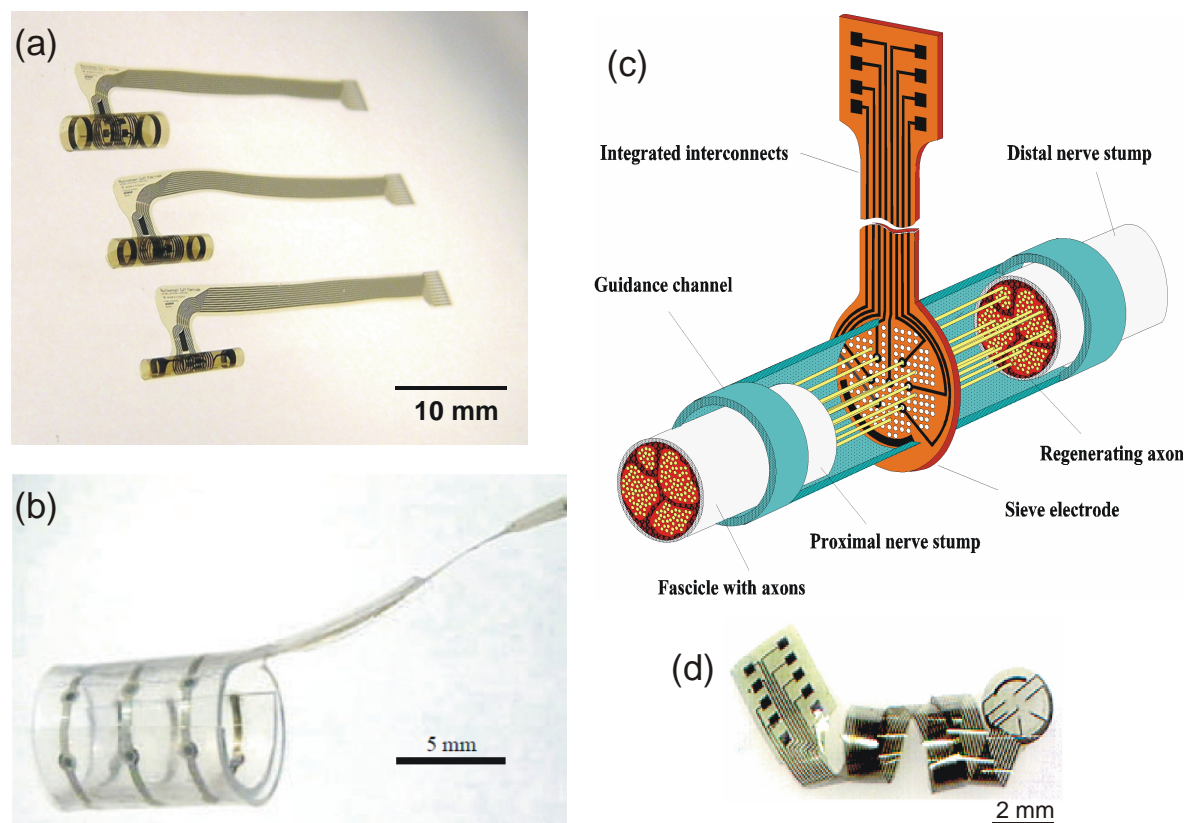 (a)
10 mm
(b)
5 mm
(c)
Integrated interconnects
Distal nerve stump
Guidance channel
Regenerating axon
Sieve electrode
Proximal nerve stump
Fascicle with axons
(d)
2 mm